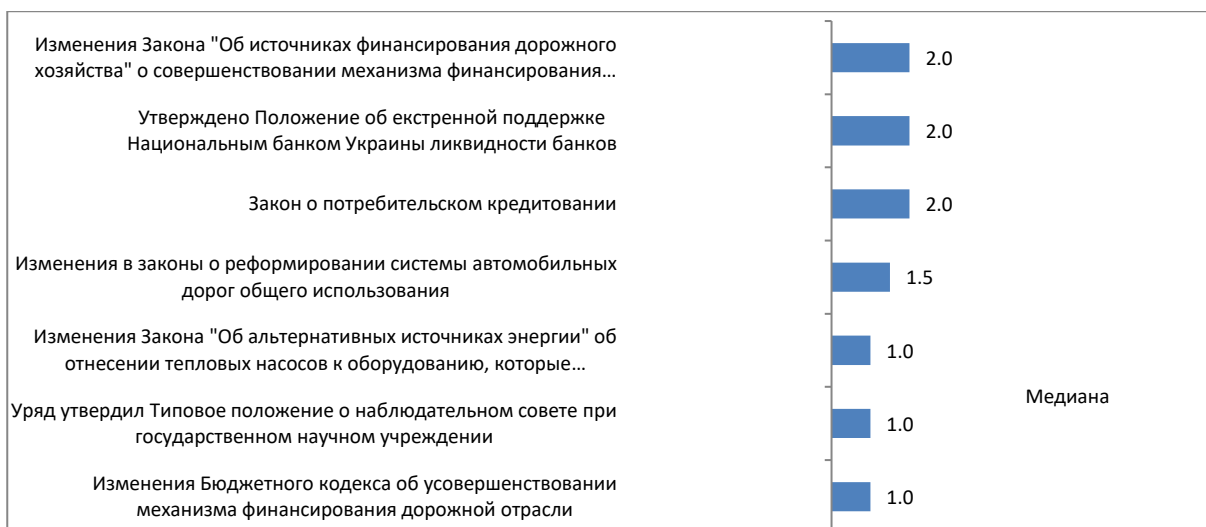 Изменения Закона "Об источниках финансирования дорожного
хозяйства" о совершенствовании механизма финансирования…
2.0
Утверждено Положение об екстренной поддержке
Национальным банком Украины ликвидности банков
2.0
Закон о потребительском кредитовании
2.0
Изменения в законы о реформировании системы автомобильных
дорог общего использования
1.5
Изменения Закона "Об альтернативных источниках энергии" об
отнесении тепловых насосов к оборудованию, которые…
1.0
Медиана
Уряд утвердил Типовое положение о наблюдательном совете при
государственном научном учреждении
1.0
Изменения Бюджетного кодекса об усовершенствовании
механизма финансирования дорожной отрасли
1.0